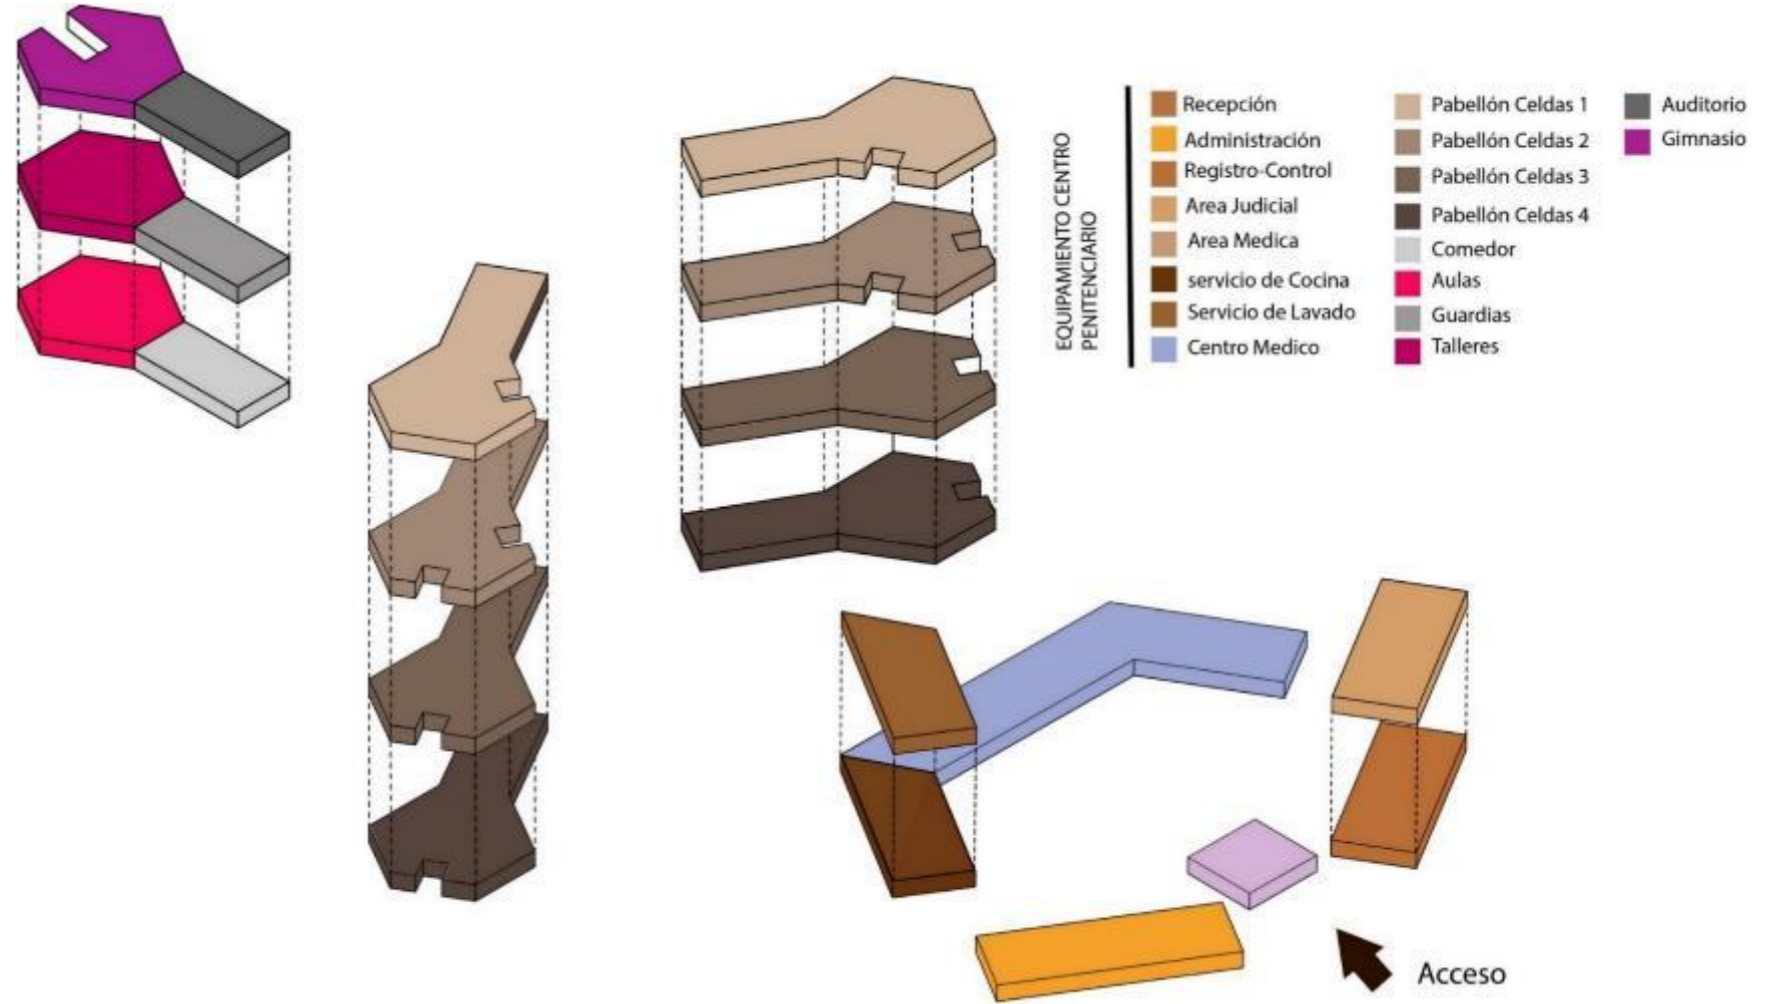 EQUIPAMIENTO CENTRO
PENITENCIARIO
Recepción
Administración
Registro-Control
Area Judicial
Area Medica
servicio de Cocina
Servicio de Lavado
Centro Medico
Pabellón Celdas 1
Pabellón Celdas 2
Pabellón Celdas 3
Pabellón Celdas 4
Comedor
Aulas
Guardias
Talleres
Auditorio
Gimnasio
Acceso